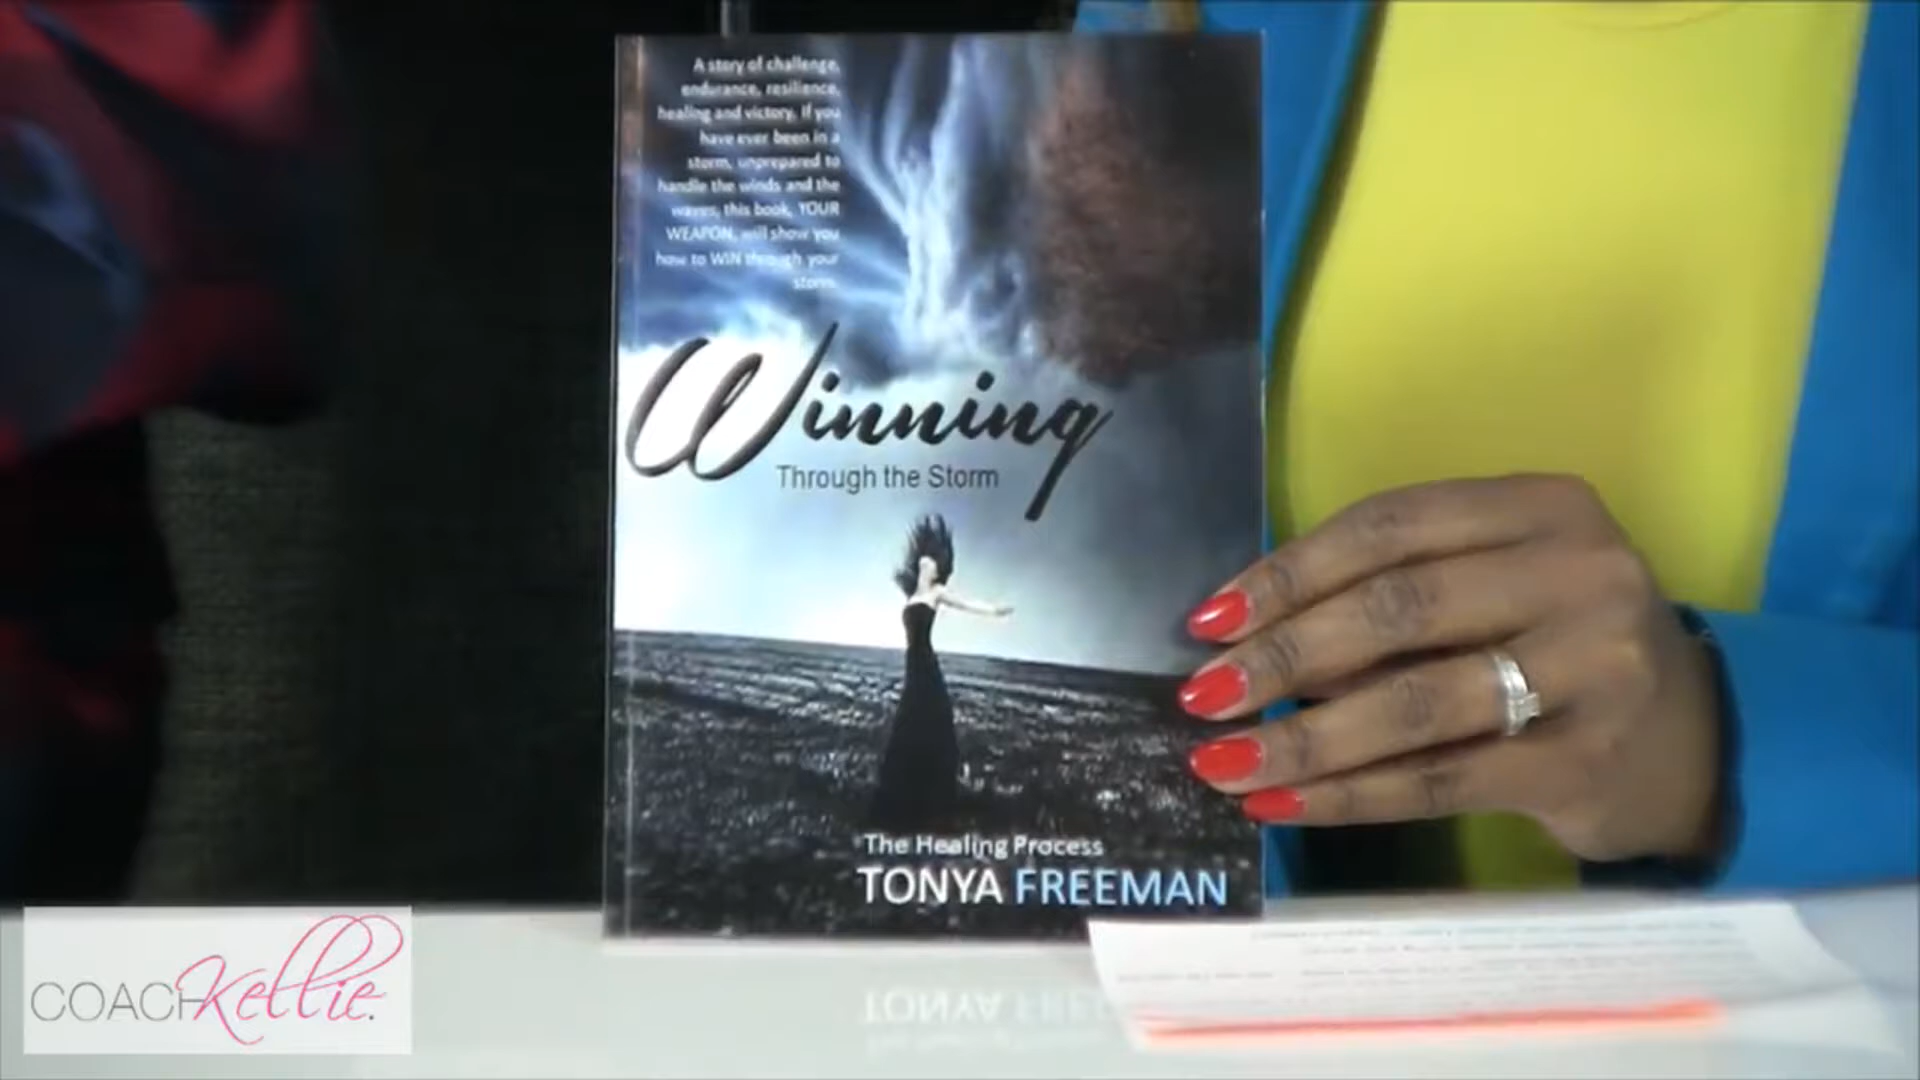 A story of challenge,
endurance, resilience,
healing and victory. If you
have ever been in a
storm, unprepared to
handle the winds and the
waves, this book, YOUR
WEAPON, will show you
how to WIN through your
storm.
Winning
Through the Storm
The Healing Process
TONYA FREEMAN
COACHKellie.